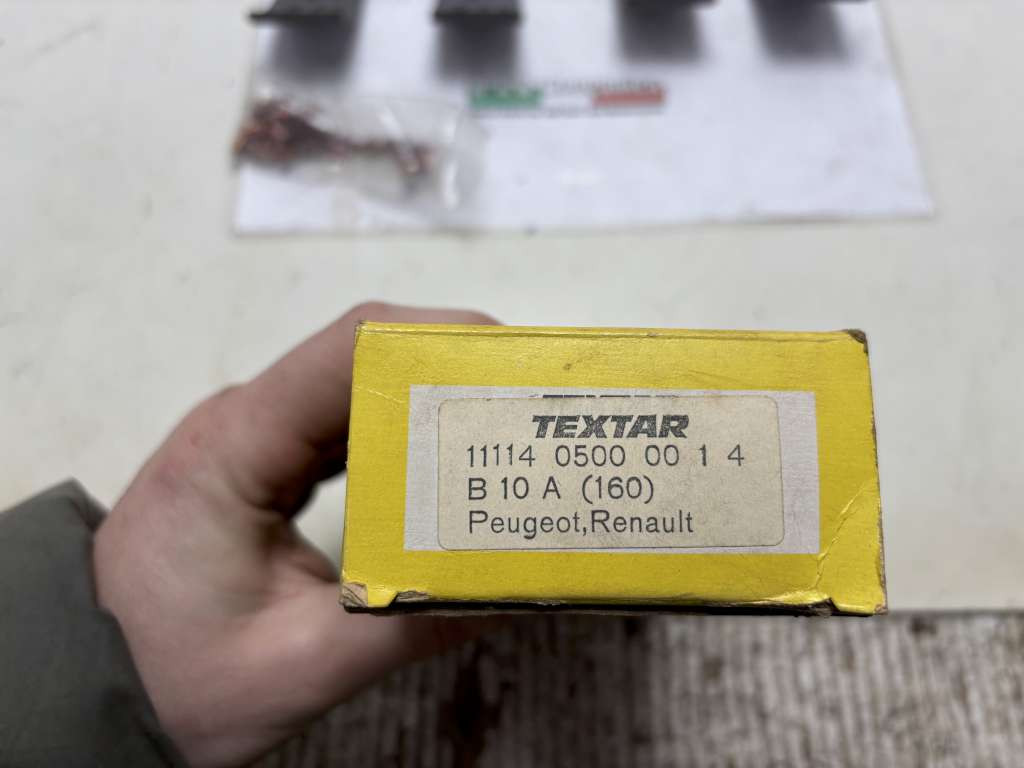 TEXTAR
11114 0500 00 1 4
B 10 A (160)
Peugeot,Renault